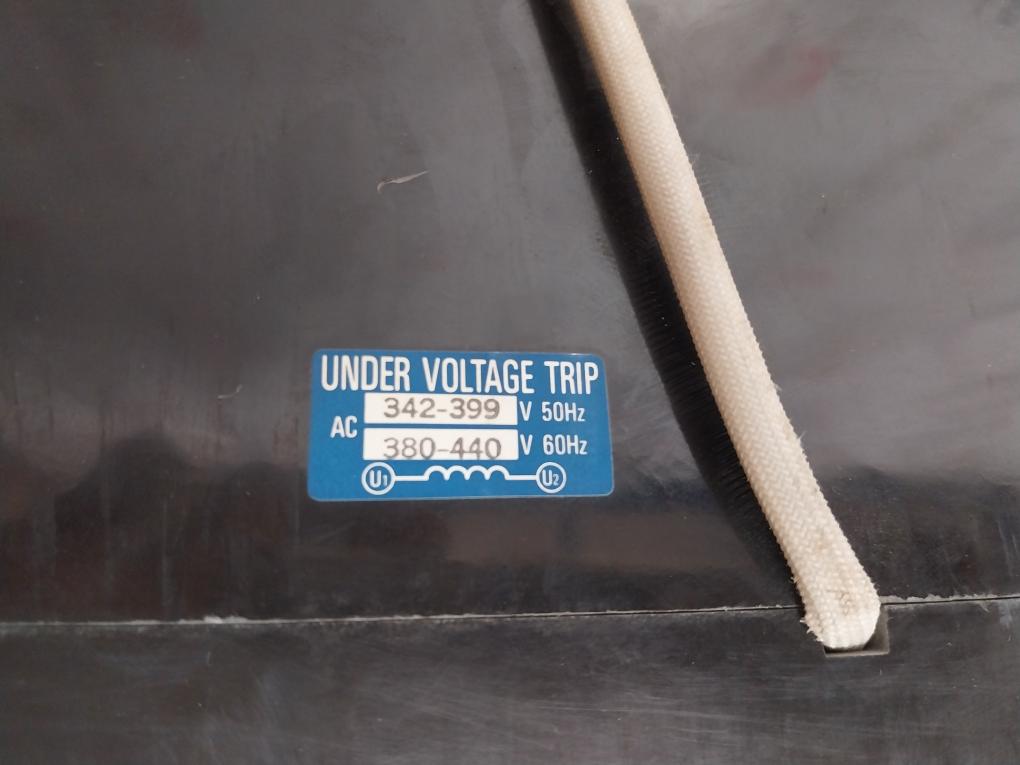 UNDER VOLTAGE TRIP
AC 342-399 V 50Hz
380-440 V 60Hz
U1 U2